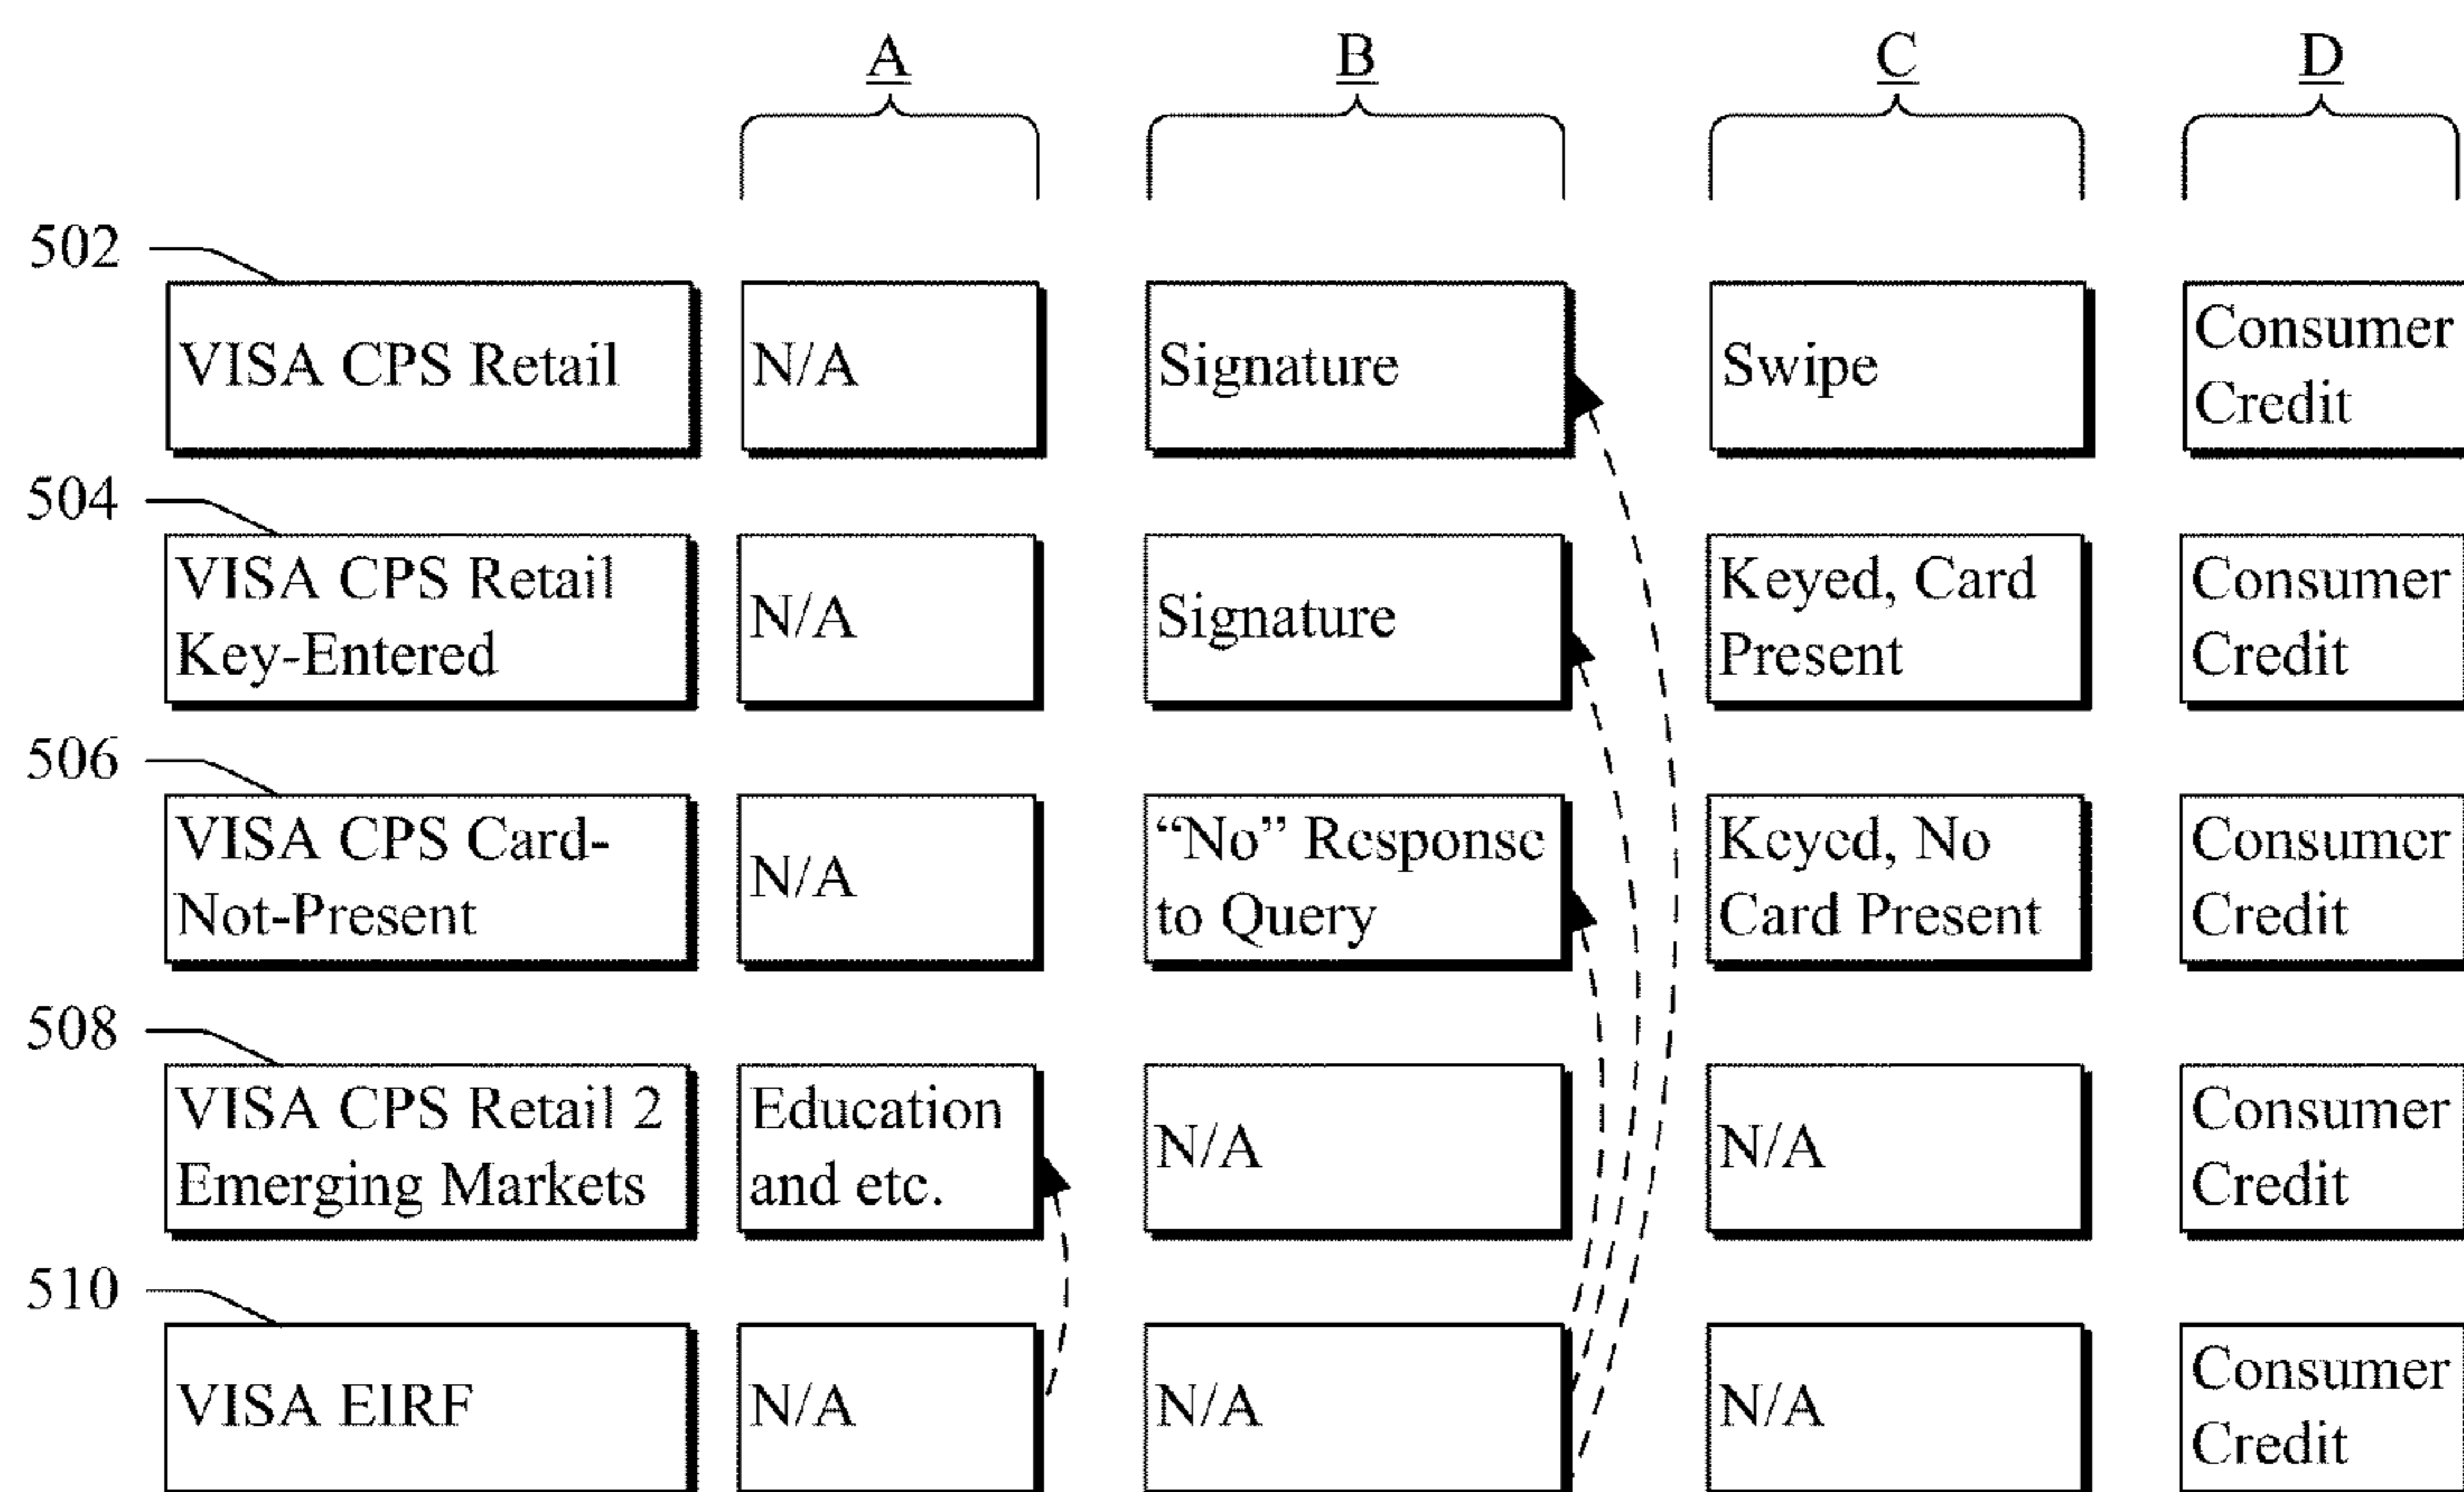 A B C D
502
VISA CPS Retail
N/A
Signature
Swipe
Consumer
Credit
504
VISA CPS Retail
Key-Entered
N/A
Signature
Keyed, Card
Present
Consumer
Credit
506
VISA CPS Card-
Not-Present
N/A
“No” Response
to Query
Keyed, No
Card Present
Consumer
Credit
508
VISA CPS Retail 2
Emerging Markets
Education
and etc.
N/A
N/A
Consumer
Credit
510
VISA EIRF
N/A
N/A
N/A
Consumer
Credit